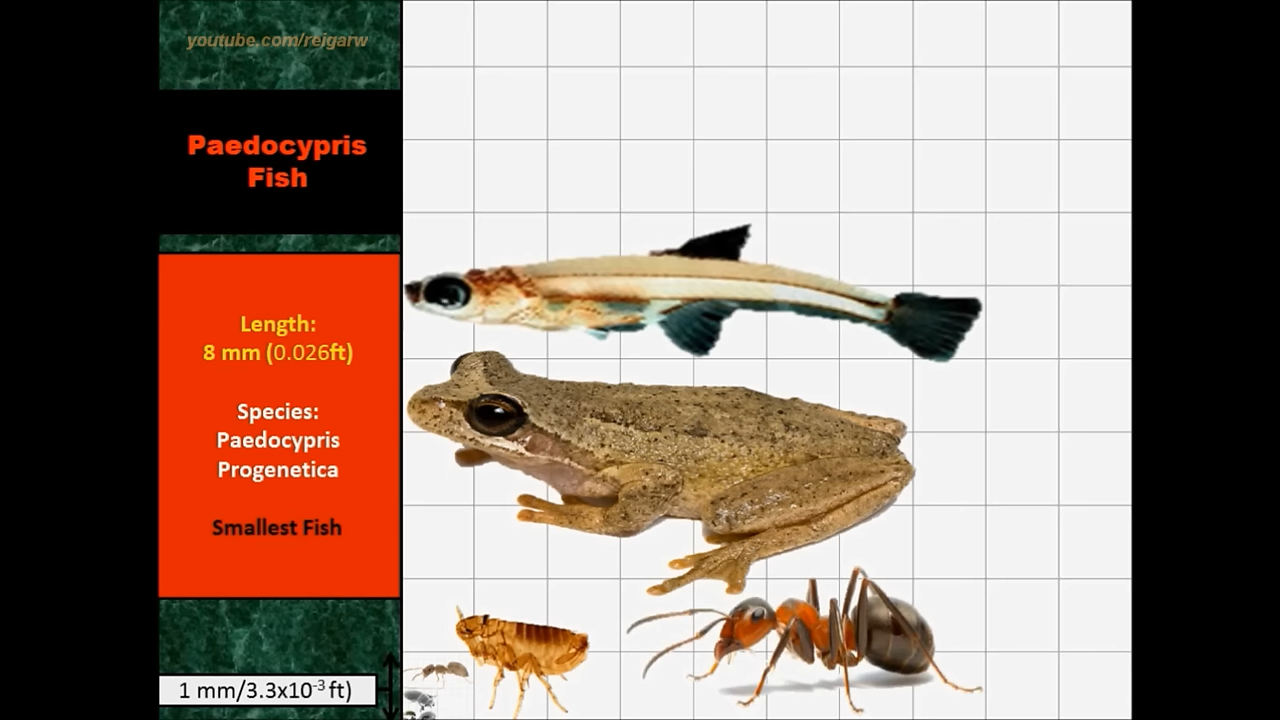 youtube.com/reigarw
Paedocypris
Fish
Length:
8 mm (0.026ft)
Species:
Paedocypris
Progenetica
Smallest Fish
1 mm/3.3x10⁻³ ft)